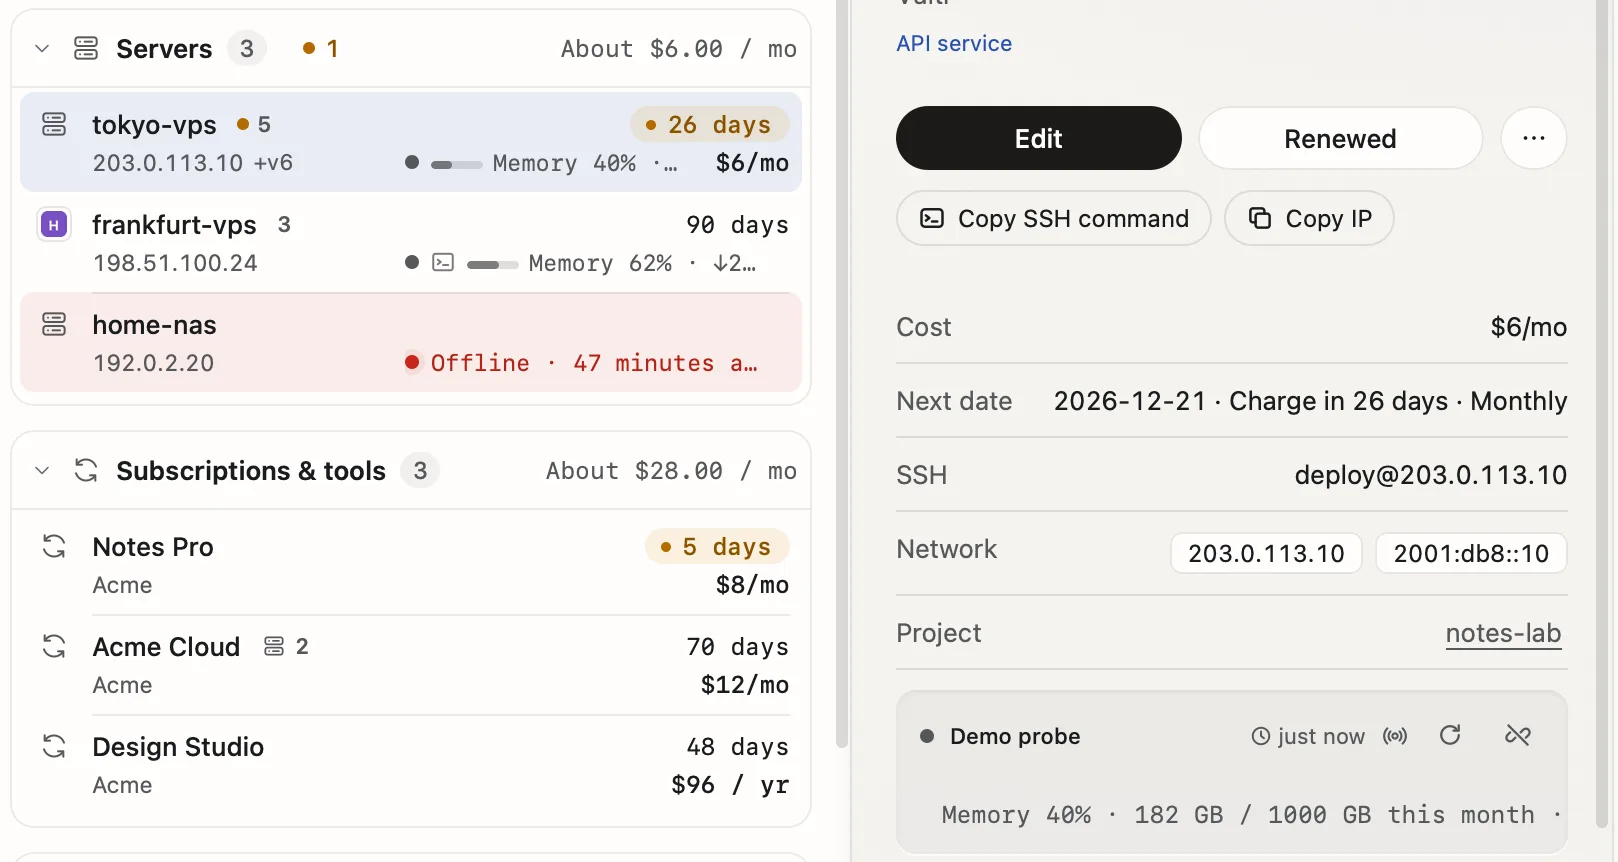 Servers 3 1 About $6.00 / mo
tokyo-vps 5 26 days
203.0.113.10 +v6 Memory 40% ·… $6/mo
H frankfurt-vps 3 90 days
198.51.100.24 Memory 62% · ↓2…
home-nas
192.0.2.20 Offline · 47 minutes a…
Subscriptions & tools 3 About $28.00 / mo
Notes Pro 5 days
Acme $8/mo
Acme Cloud 2 70 days
Acme $12/mo
Design Studio 48 days
Acme $96 / yr
API service
Edit Renewed ···
Copy SSH command Copy IP
Cost $6/mo
Next date 2026-12-21 · Charge in 26 days · Monthly
SSH deploy@203.0.113.10
Network 203.0.113.10 2001:db8::10
Project notes-lab
Demo probe just now
Memory 40% · 182 GB / 1000 GB this month ·